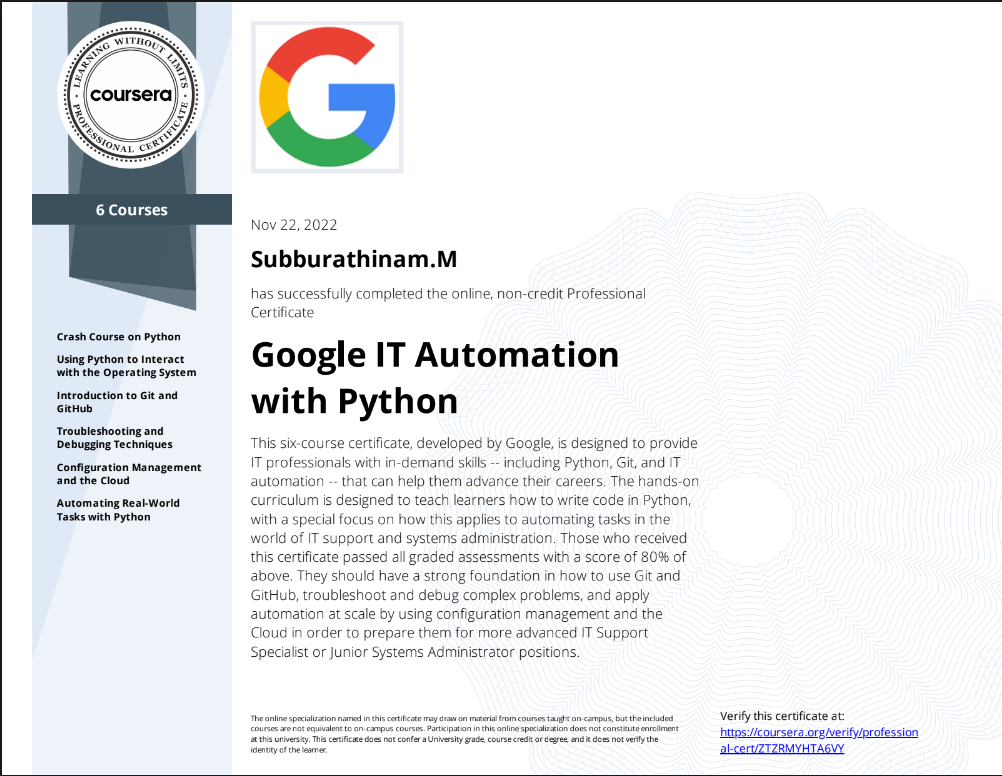 LEARNING WITHOUT LIMITS
coursera
PROFESSIONAL CERTIFICATE
6 Courses
Crash Course on Python
Using Python to Interact
with the Operating System
Introduction to Git and
GitHub
Troubleshooting and
Debugging Techniques
Configuration Management
and the Cloud
Automating Real-World
Tasks with Python
Nov 22, 2022
Subburathinam.M
has successfully completed the online, non-credit Professional
Certificate
Google IT Automation
with Python
This six-course certificate, developed by Google, is designed to provide
IT professionals with in-demand skills -- including Python, Git, and IT
automation -- that can help them advance their careers. The hands-on
curriculum is designed to teach learners how to write code in Python,
with a special focus on how this applies to automating tasks in the
world of IT support and systems administration. Those who received
this certificate passed all graded assessments with a score of 80% of
above. They should have a strong foundation in how to use Git and
GitHub, troubleshoot and debug complex problems, and apply
automation at scale by using configuration management and the
Cloud in order to prepare them for more advanced IT Support
Specialist or Junior Systems Administrator positions.
The online specialization named in this certificate may draw on material from courses taught on-campus, but the included
courses are not equivalent to on-campus courses. Participation in this online specialization does not constitute enrollment
at this university. This certificate does not confer a University grade, course credit or degree, and it does not verify the
identity of the learner.
Verify this certificate at:
https://coursera.org/verify/profession
al-cert/ZTZRMYHTA6VY